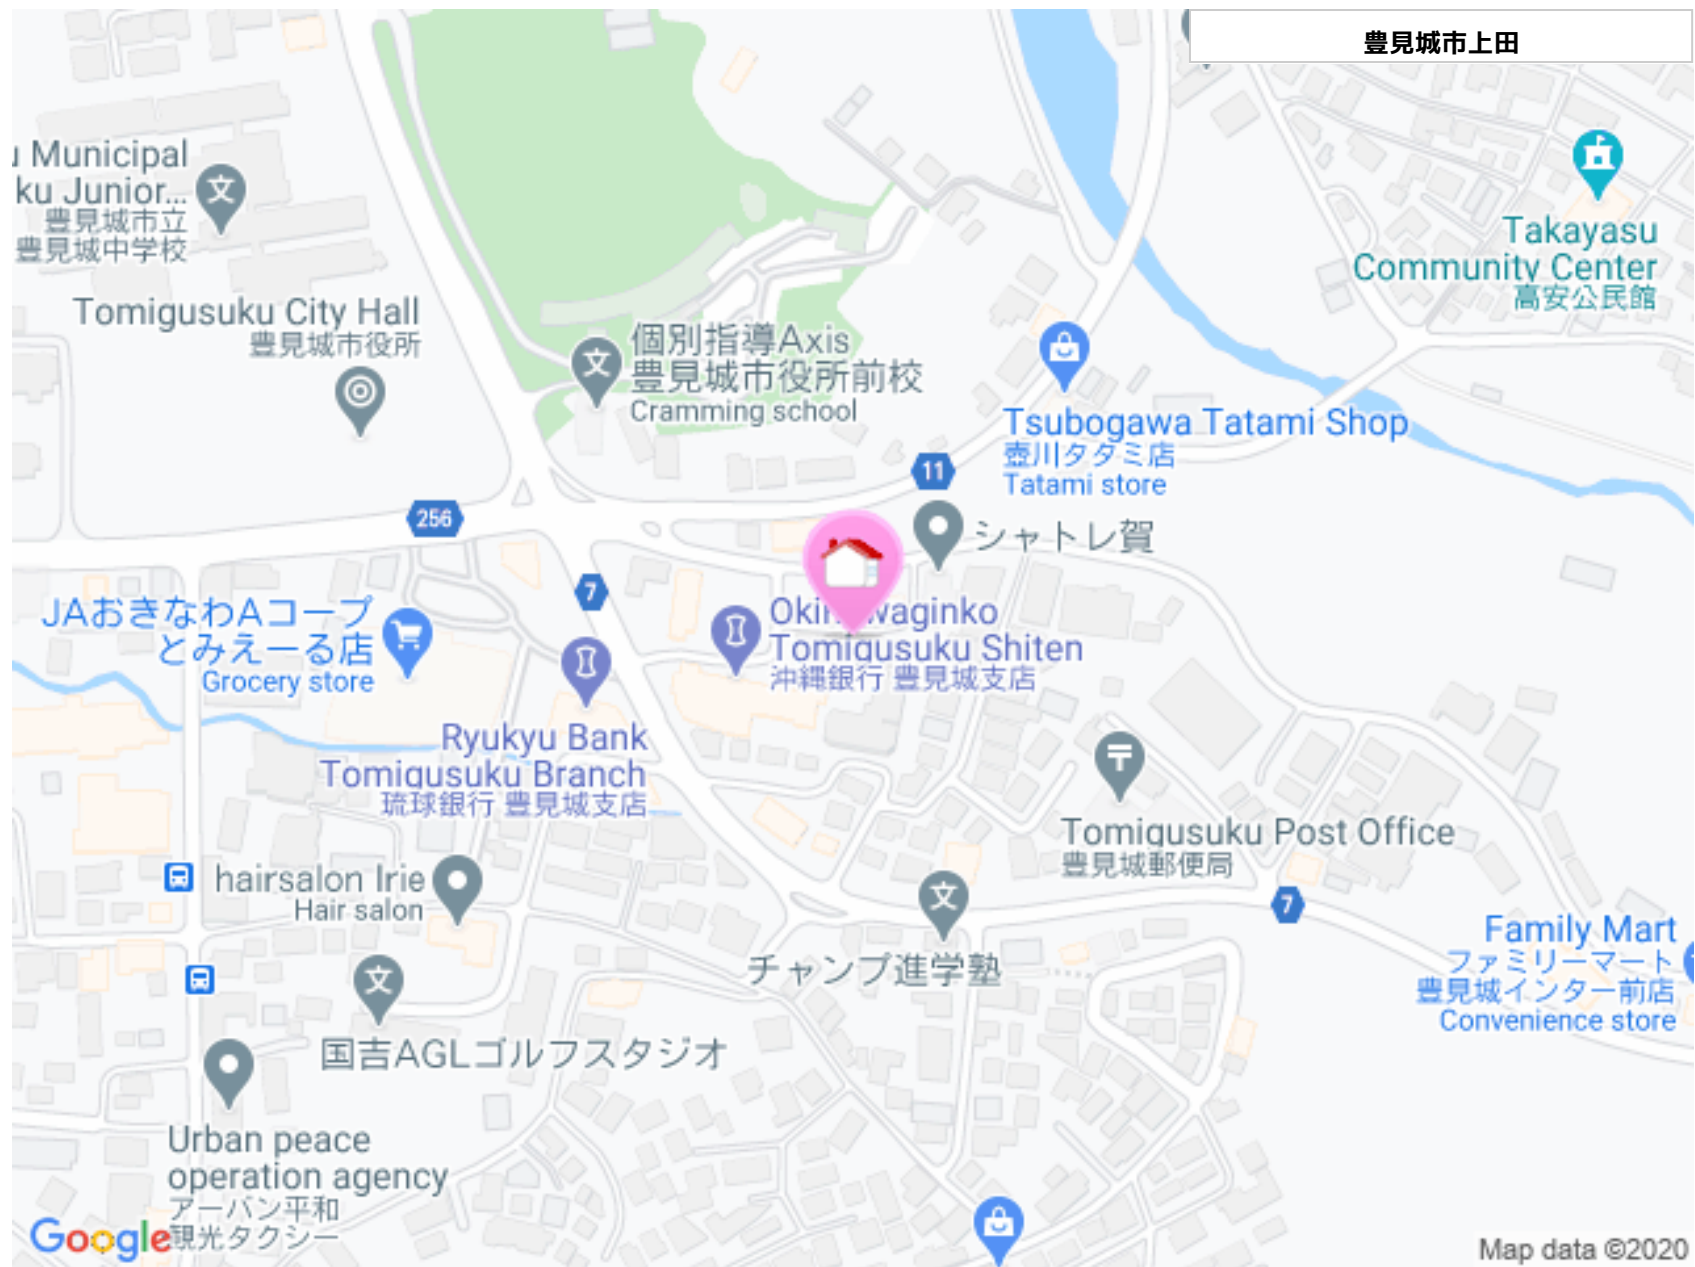 豊見城市上田
Municipal
ku Junior...
豊見城市立
豊見城中学校
Takayasu
Community Center
高安公民館
Tomigusuku City Hall
豊見城市役所
個別指導Axis
豊見城市役所前校
Cramming school
Tsubogawa Tatami Shop
壺川タタミ店
Tatami store
11
256
シャトレ賀
7
JAおきなわAコープ
とみえーる店
Grocery store
Tomigusuku Shiten
沖縄銀行 豊見城支店
Ryukyu Bank
Tomigusuku Branch
琉球銀行 豊見城支店
Tomigusuku Post Office
豊見城郵便局
hairsalon Irie
Hair salon
7
Family Mart
ファミリーマート
豊見城インター前店
Convenience store
チャンプ進学塾
国吉AGLゴルフスタジオ
Urban peace
operation agency
アーバン平和
観光タクシー
Google
Map data ©2020